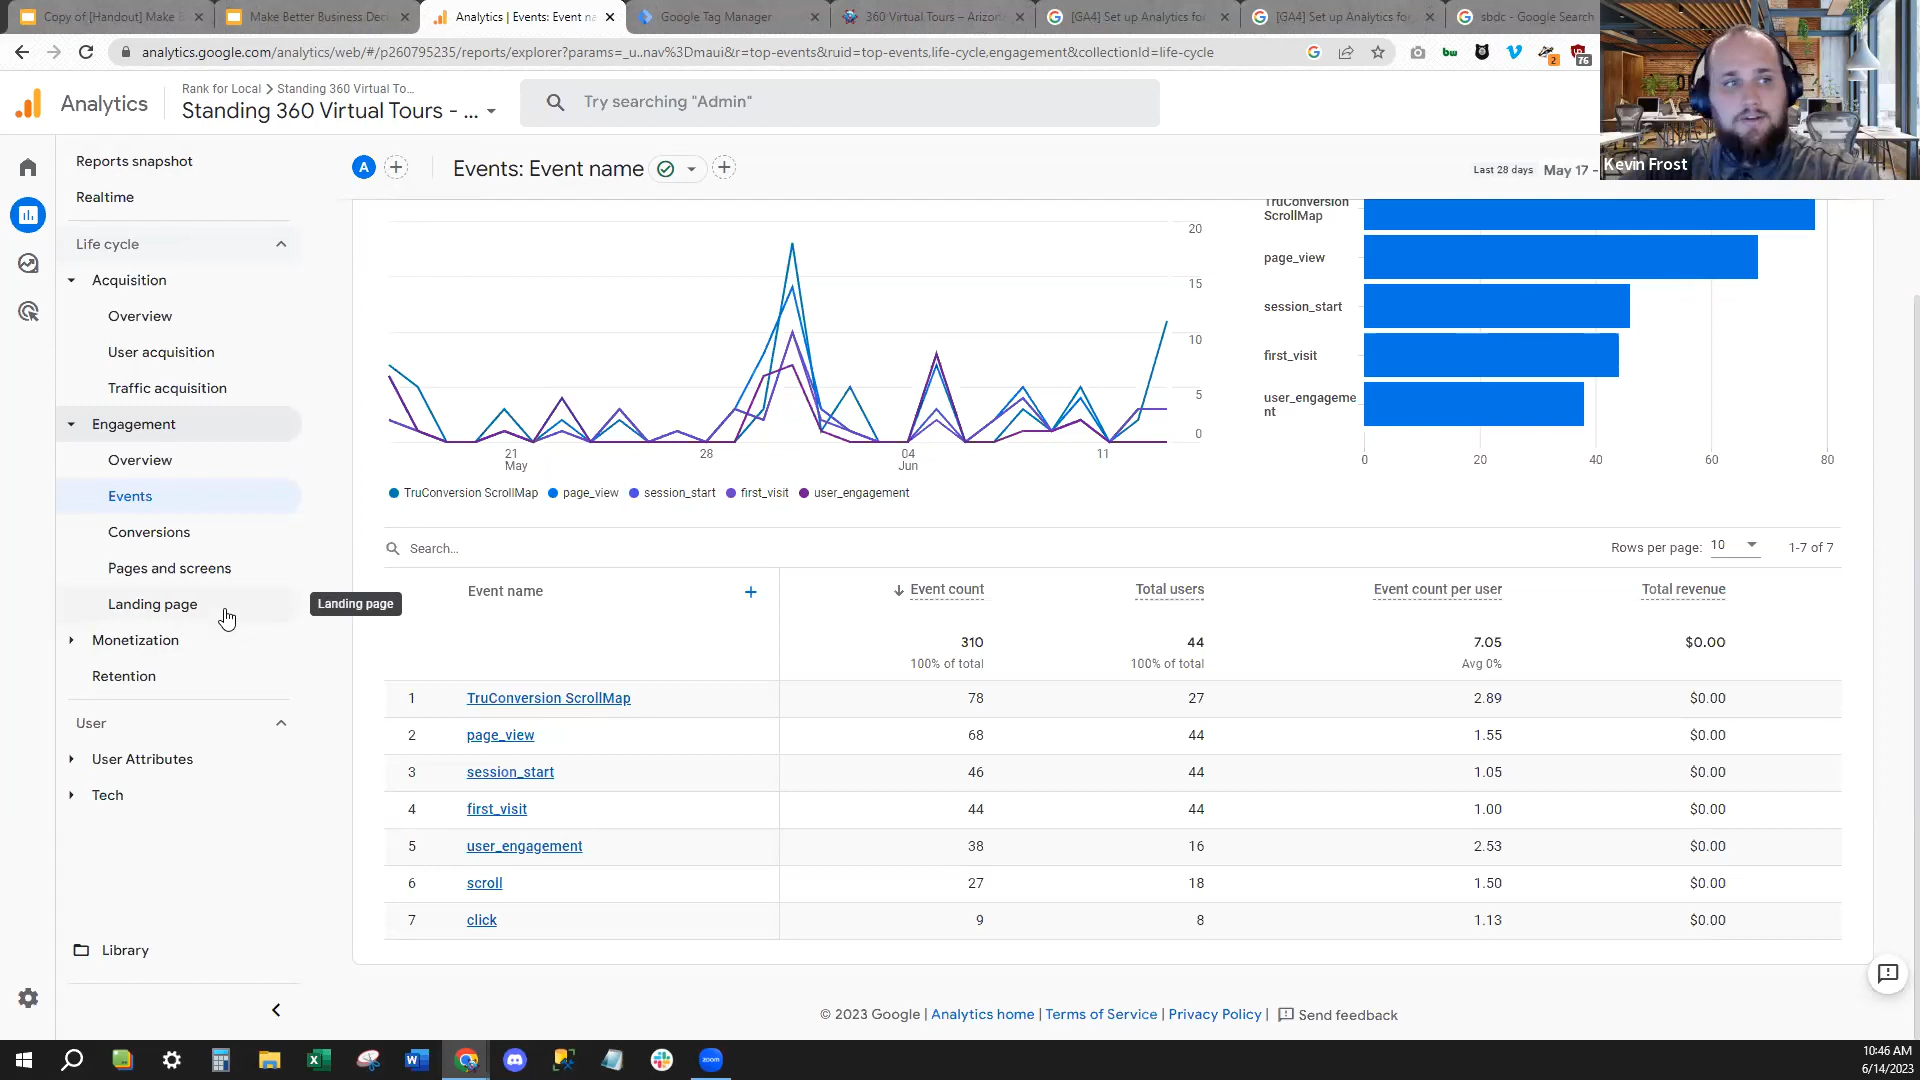 Copy of [Handout] Make B
Make Better Business Deci
Analytics | Events: Event na
Google Tag Manager
360 Virtual Tours – Arizon
[GA4] Set up Analytics for
[GA4] Set up Analytics for
sbdc - Google Search
analytics.google.com/analytics/web/#/p260795235/reports/explorer?params=_u..nav%3Dmaui&r=top-events&ruid=top-events,life-cycle,engagement&collectionId=life-cycle
bw
2
76
Analytics
Rank for Local > Standing 360 Virtual To...
Standing 360 Virtual Tours - ...
Try searching "Admin"
Kevin Frost
Reports snapshot
Realtime
Life cycle
Acquisition
Overview
User acquisition
Traffic acquisition
Engagement
Overview
Events
Conversions
Pages and screens
Landing page
Landing page
Monetization
Retention
User
User Attributes
Tech
Library
A
Events: Event name
Last 28 days May 17 -
20
15
10
5
0
21
May
28
04
Jun
11
TruConversion ScrollMap page_view session_start first_visit user_engagement
TruConversion
ScrollMap
page_view
session_start
first_visit
user_engageme
nt
0 20 40 60 80
Search...
Rows per page: 10 1-7 of 7
Event name + Event count Total users Event count per user Total revenue
310 44 7.05 $0.00
100% of total 100% of total Avg 0%
1 TruConversion ScrollMap 78 27 2.89 $0.00
2 page_view 68 44 1.55 $0.00
3 session_start 46 44 1.05 $0.00
4 first_visit 44 44 1.00 $0.00
5 user_engagement 38 16 2.53 $0.00
6 scroll 27 18 1.50 $0.00
7 click 9 8 1.13 $0.00
© 2023 Google | Analytics home | Terms of Service | Privacy Policy | Send feedback
zoom
10:46 AM
6/14/2023